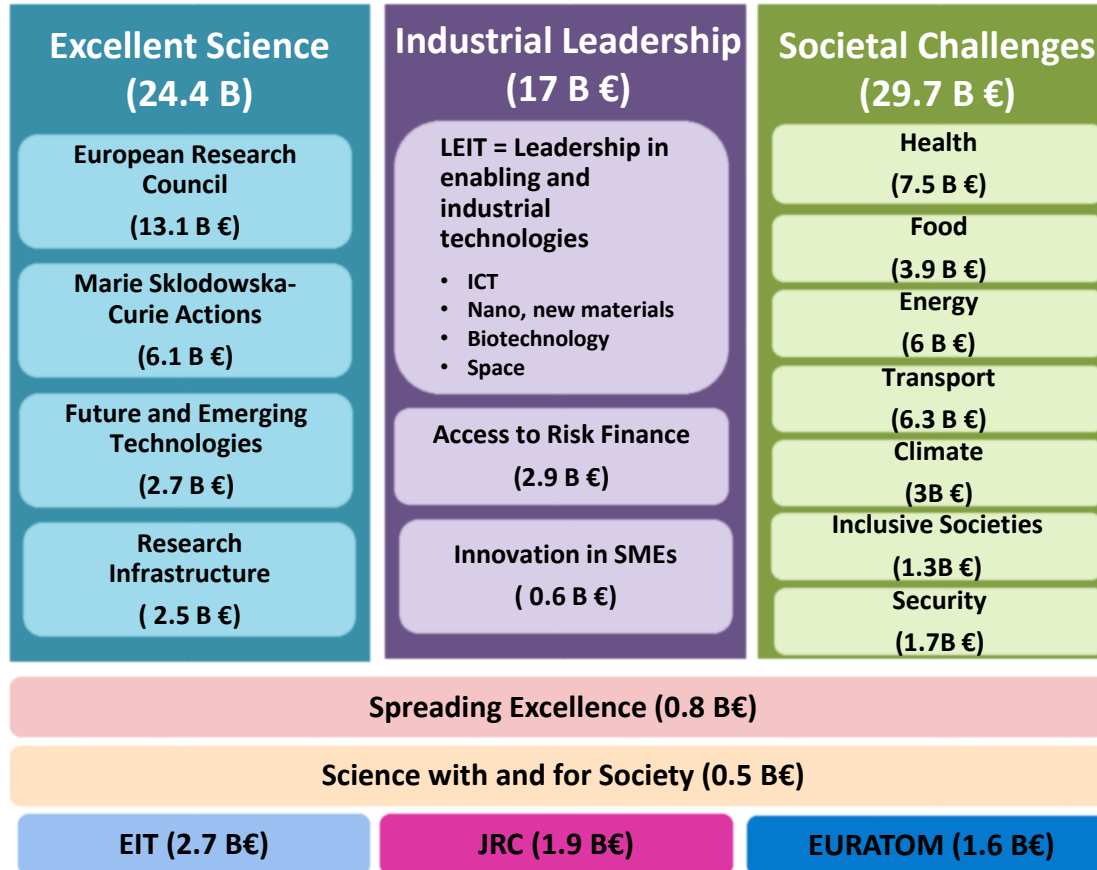 Excellent Science
(24.4 B)
European Research
Council
(13.1 B €)
Marie Sklodowska-
Curie Actions
(6.1 B €)
Future and Emerging
Technologies
(2.7 B €)
Research
Infrastructure
( 2.5 B €)
Industrial Leadership
(17 B €)
LEIT = Leadership in
enabling and
industrial
technologies
• ICT
• Nano, new materials
• Biotechnology
• Space
Access to Risk Finance
(2.9 B €)
Innovation in SMEs
( 0.6 B €)
Societal Challenges
(29.7 B €)
Health
(7.5 B €)
Food
(3.9 B €)
Energy
(6 B €)
Transport
(6.3 B €)
Climate
(3B €)
Inclusive Societies
(1.3B €)
Security
(1.7B €)
Spreading Excellence (0.8 B€)
Science with and for Society (0.5 B€)
EIT (2.7 B€)
JRC (1.9 B€)
EURATOM (1.6 B€)